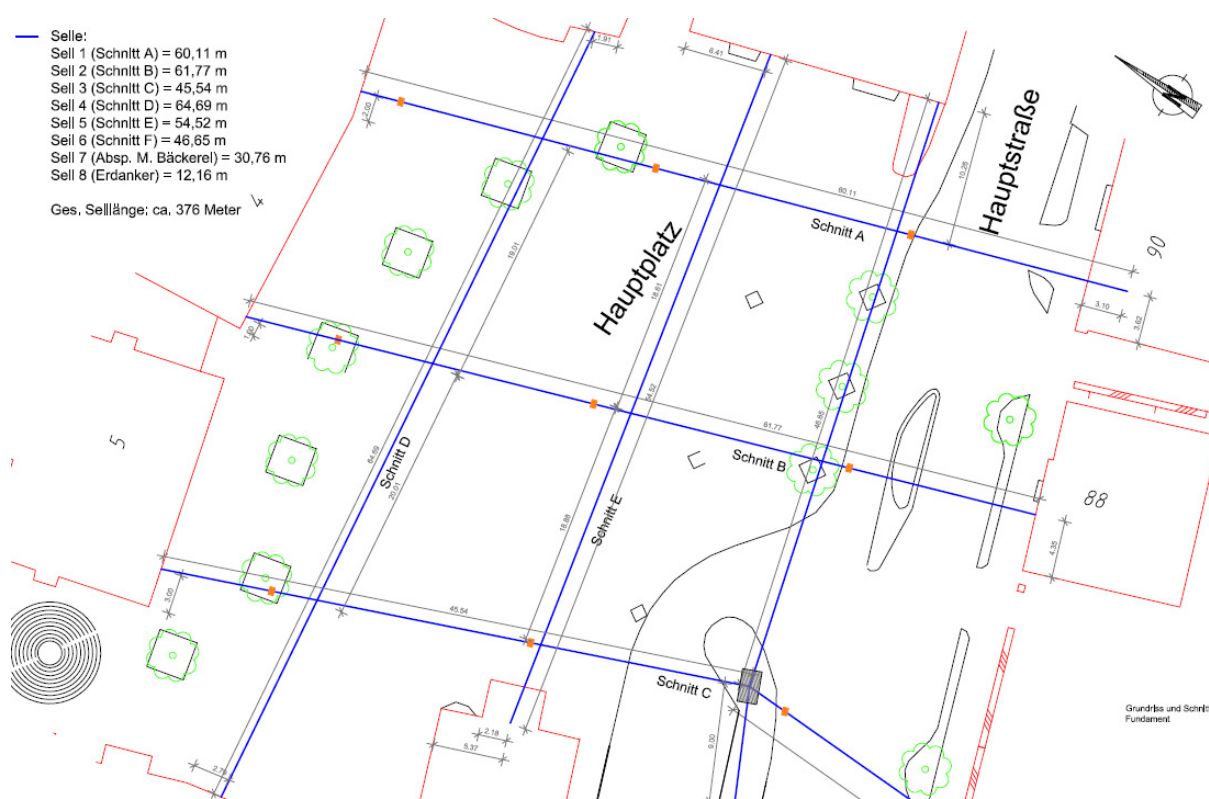 Seile:
Seil 1 (Schnitt A) = 60,11 m
Seil 2 (Schnitt B) = 61,77 m
Seil 3 (Schnitt C) = 45,54 m
Seil 4 (Schnitt D) = 64,69 m
Seil 5 (Schnitt E) = 54,52 m
Seil 6 (Schnitt F) = 46,65 m
Seil 7 (Absp. M. Bäckerei) = 30,76 m
Seil 8 (Erdanker) = 12,16 m
Ges. Seillänge: ca. 376 Meter
1.91
6.41
2.00
Hauptstraße
10.26
60.11
Schnitt A
90
19.01
Hauptplatz
18.61
3.10
3.62
1.00
54.52
61.77
46.65
5
64.69
Schnitt D
Schnitt B
88
20.01
Schnitt E
18.88
4.35
3.00
45.54
Schnitt C
Grundriss und Schnitt
Fundament
2.18
5.37
9.00
2.79